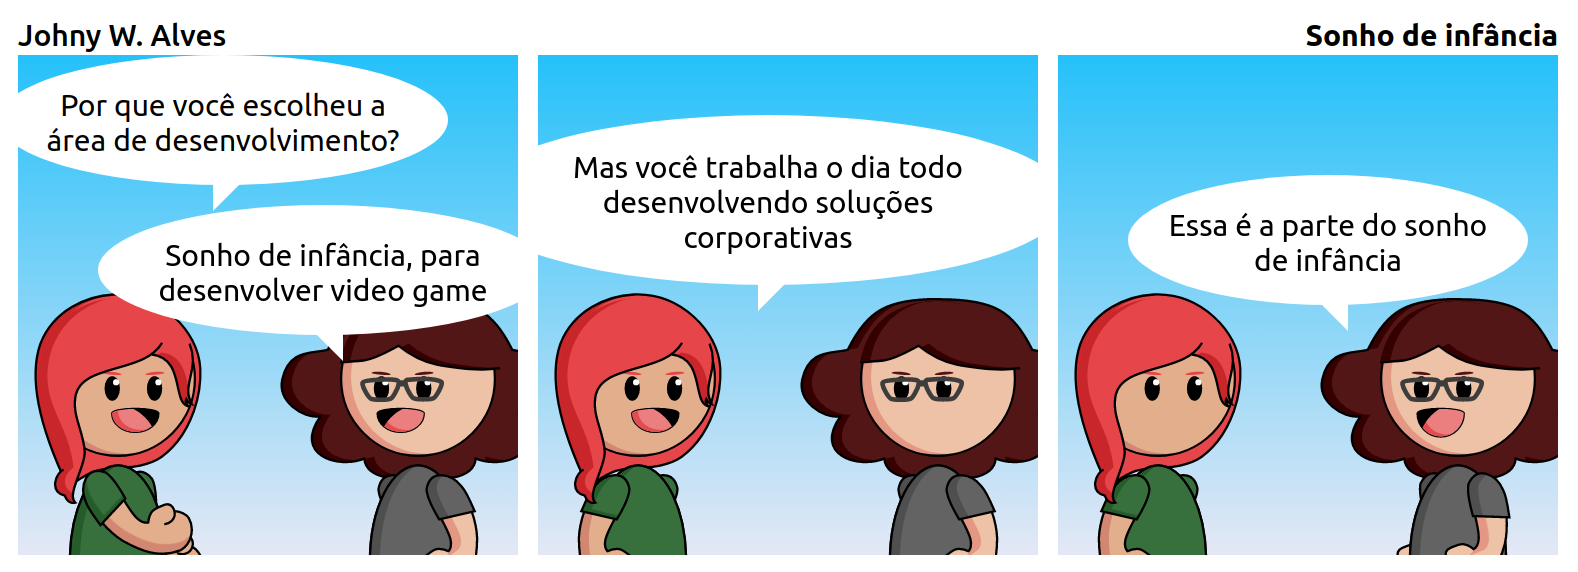 Johny W. Alves
Sonho de infância
Por que você escolheu a
área de desenvolvimento?
Sonho de infância, para
desenvolver video game
Mas você trabalha o dia todo
desenvolvendo soluções
corporativas
Essa é a parte do sonho
de infância